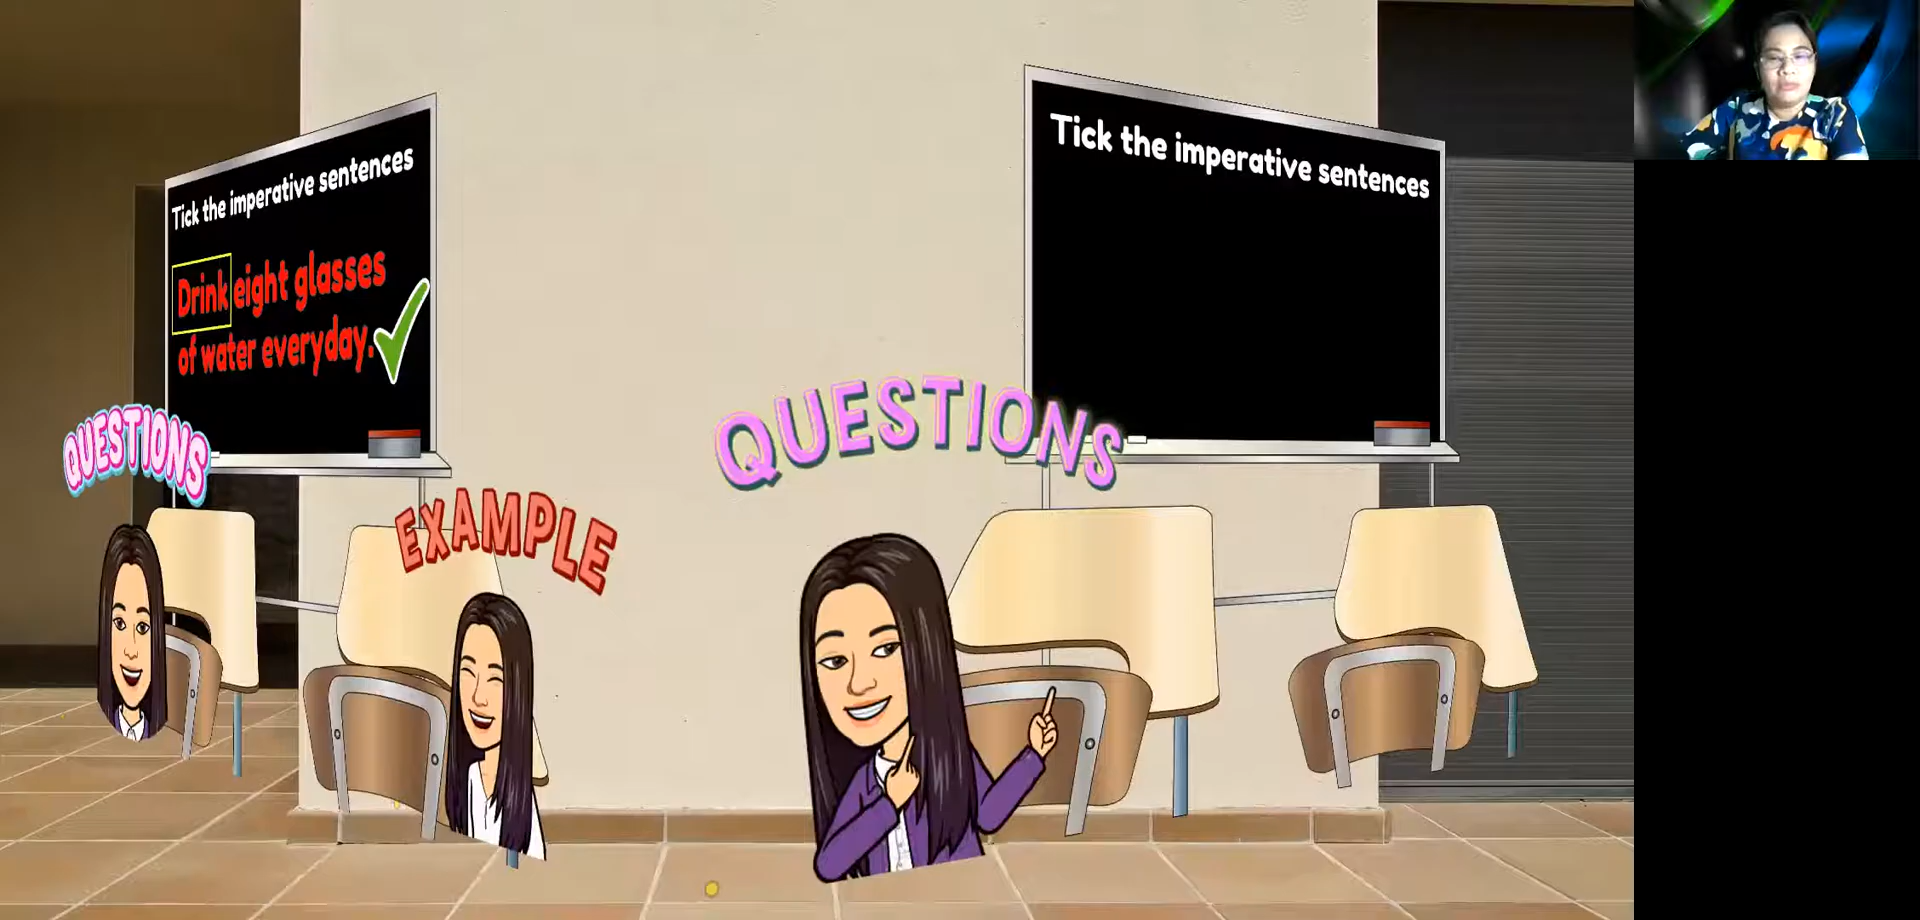 Tick the imperative sentences
Drink eight glasses
of water everyday.
QUESTIONS
EXAMPLE
QUESTIONS
Tick the imperative sentences